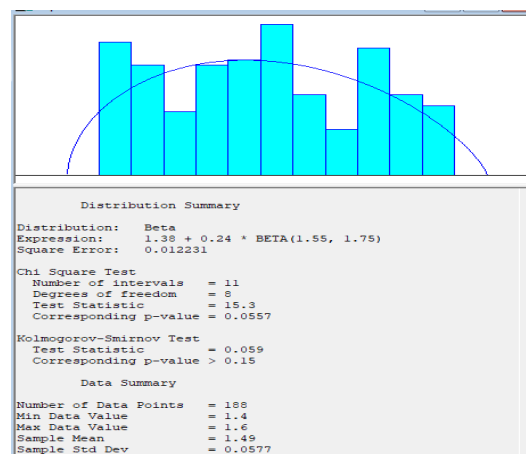 Distribution Summary
Distribution: Beta
Expression: 1.38 + 0.24 * BETA(1.55, 1.75)
Square Error: 0.012231
Chi Square Test
Number of intervals = 11
Degrees of freedom = 8
Test Statistic = 15.3
Corresponding p-value = 0.0557
Kolmogorov-Smirnov Test
Test Statistic = 0.059
Corresponding p-value > 0.15
Data Summary
Number of Data Points = 188
Min Data Value = 1.4
Max Data Value = 1.6
Sample Mean = 1.49
Sample Std Dev = 0.0577